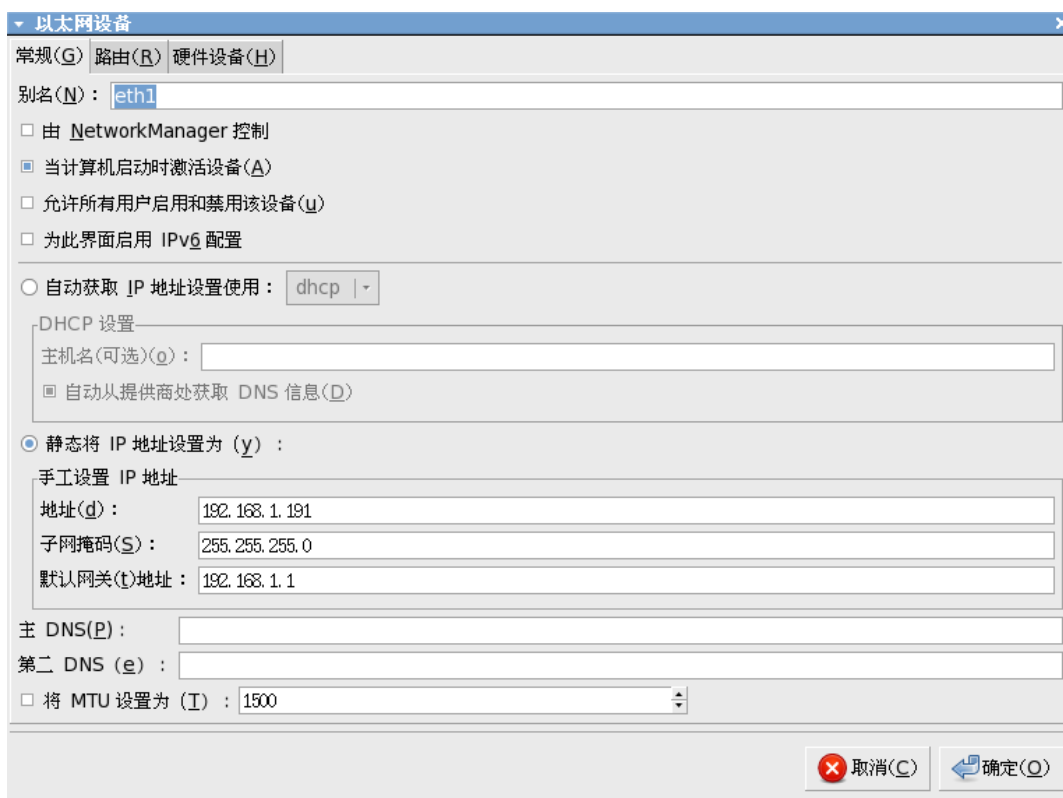 以太网设备
常规(G) 路由(R) 硬件设备(H)
别名(N)： eth1
由 NetworkManager 控制
当计算机启动时激活设备(A)
允许所有用户启用和禁用该设备(u)
为此界面启用 IPv6 配置
自动获取 IP 地址设置使用： dhcp
DHCP 设置
主机名(可选)(o)：
自动从提供商处获取 DNS 信息(D)
静态将 IP 地址设置为 (y) ：
手工设置 IP 地址
地址(d)： 192.168.1.191
子网掩码(S)： 255.255.255.0
默认网关(t)地址： 192.168.1.1
主 DNS(P)：
第二 DNS (e) ：
将 MTU 设置为 (T) ： 1500
取消(C) 确定(O)